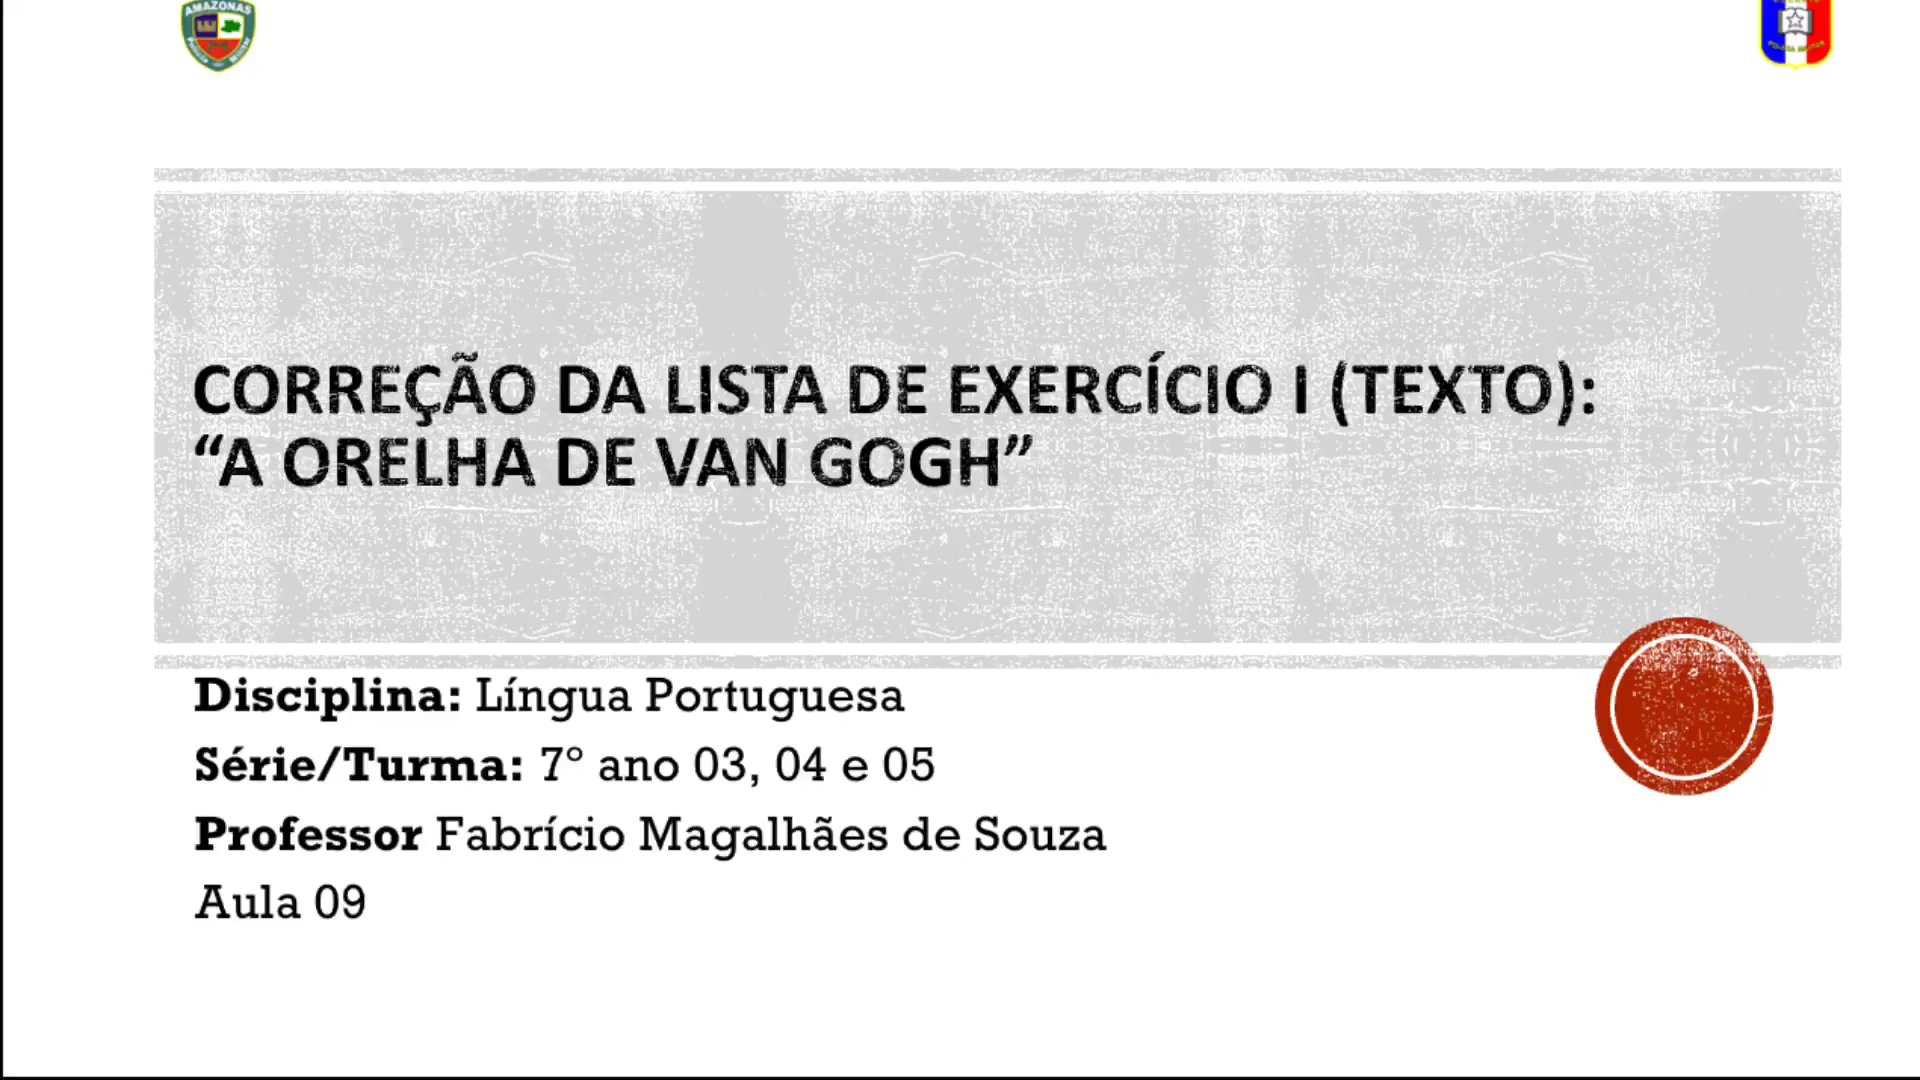 AMAZONAS
CORREÇÃO DA LISTA DE EXERCÍCIO I (TEXTO):
“A ORELHA DE VAN GOGH”
Disciplina: Língua Portuguesa
Série/Turma: 7° ano 03, 04 e 05
Professor Fabrício Magalhães de Souza
Aula 09